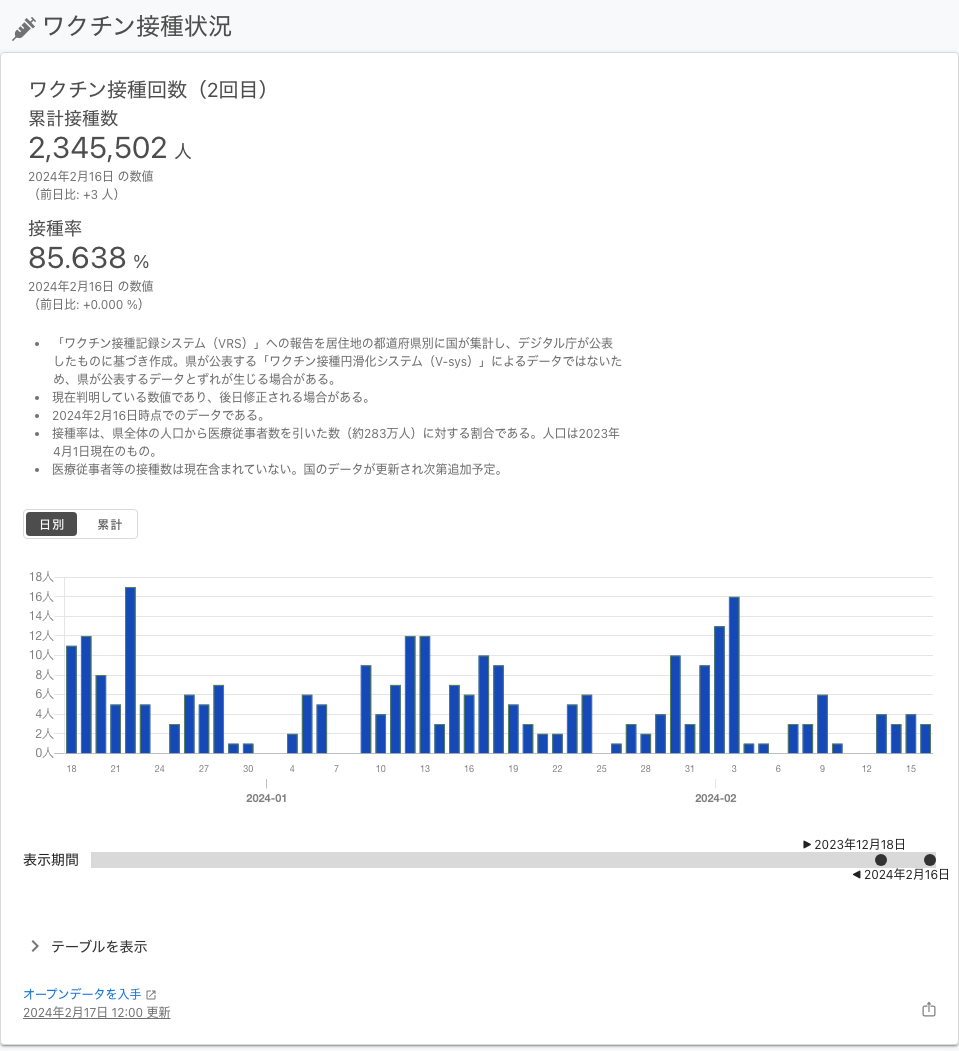 ワクチン接種状況
ワクチン接種回数（2回目）
累計接種数
2,345,502 人
2024年2月16日 の数値
（前日比: +3 人）
接種率
85.638 %
2024年2月16日 の数値
（前日比: +0.000 %）
• 「ワクチン接種記録システム（VRS）」への報告を居住地の都道府県別に国が集計し、デジタル庁が公表
したものに基づき作成。県が公表する「ワクチン接種円滑化システム（V-sys）」によるデータではないた
め、県が公表するデータとずれが生じる場合がある。
• 現在判明している数値であり、後日修正される場合がある。
• 2024年2月16日時点でのデータである。
• 接種率は、県全体の人口から医療従事者数を引いた数（約283万人）に対する割合である。人口は2023年
4月1日現在のもの。
• 医療従事者等の接種数は現在含まれていない。国のデータが更新され次第追加予定。
日別 累計
18人
16人
14人
12人
10人
8人
6人
4人
2人
0人
18 21 24 27 30 4 7 10 13 16 19 22 25 28 31 3 6 9 12 15
2024-01 2024-02
▶ 2023年12月18日
表示期間
◀ 2024年2月16日
テーブルを表示
オープンデータを入手
2024年2月17日 12:00 更新